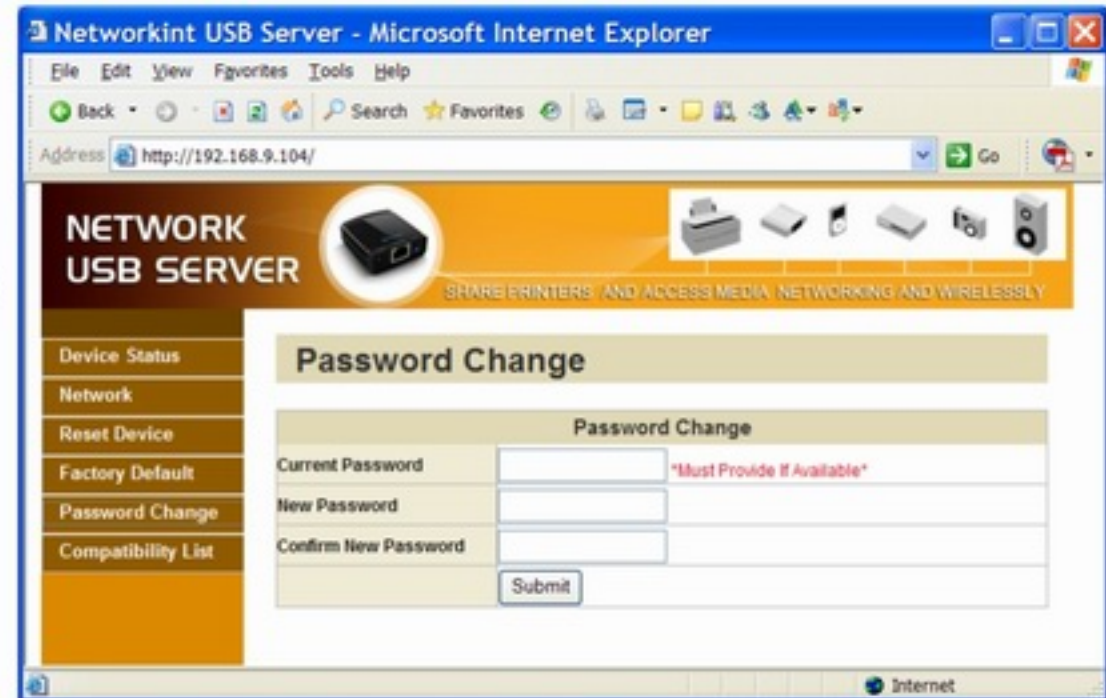 Networkint USB Server - Microsoft Internet Explorer
File Edit View Favorites Tools Help
Back Search Favorites
Address http://192.168.9.104/ Go
NETWORK
USB SERVER
SHARE PRINTERS AND ACCESS MEDIA NETWORKING AND WIRELESSLY
Device Status
Network
Reset Device
Factory Default
Password Change
Compatibility List
Password Change
Password Change
Current Password *Must Provide If Available*
New Password
Confirm New Password
Submit
Internet